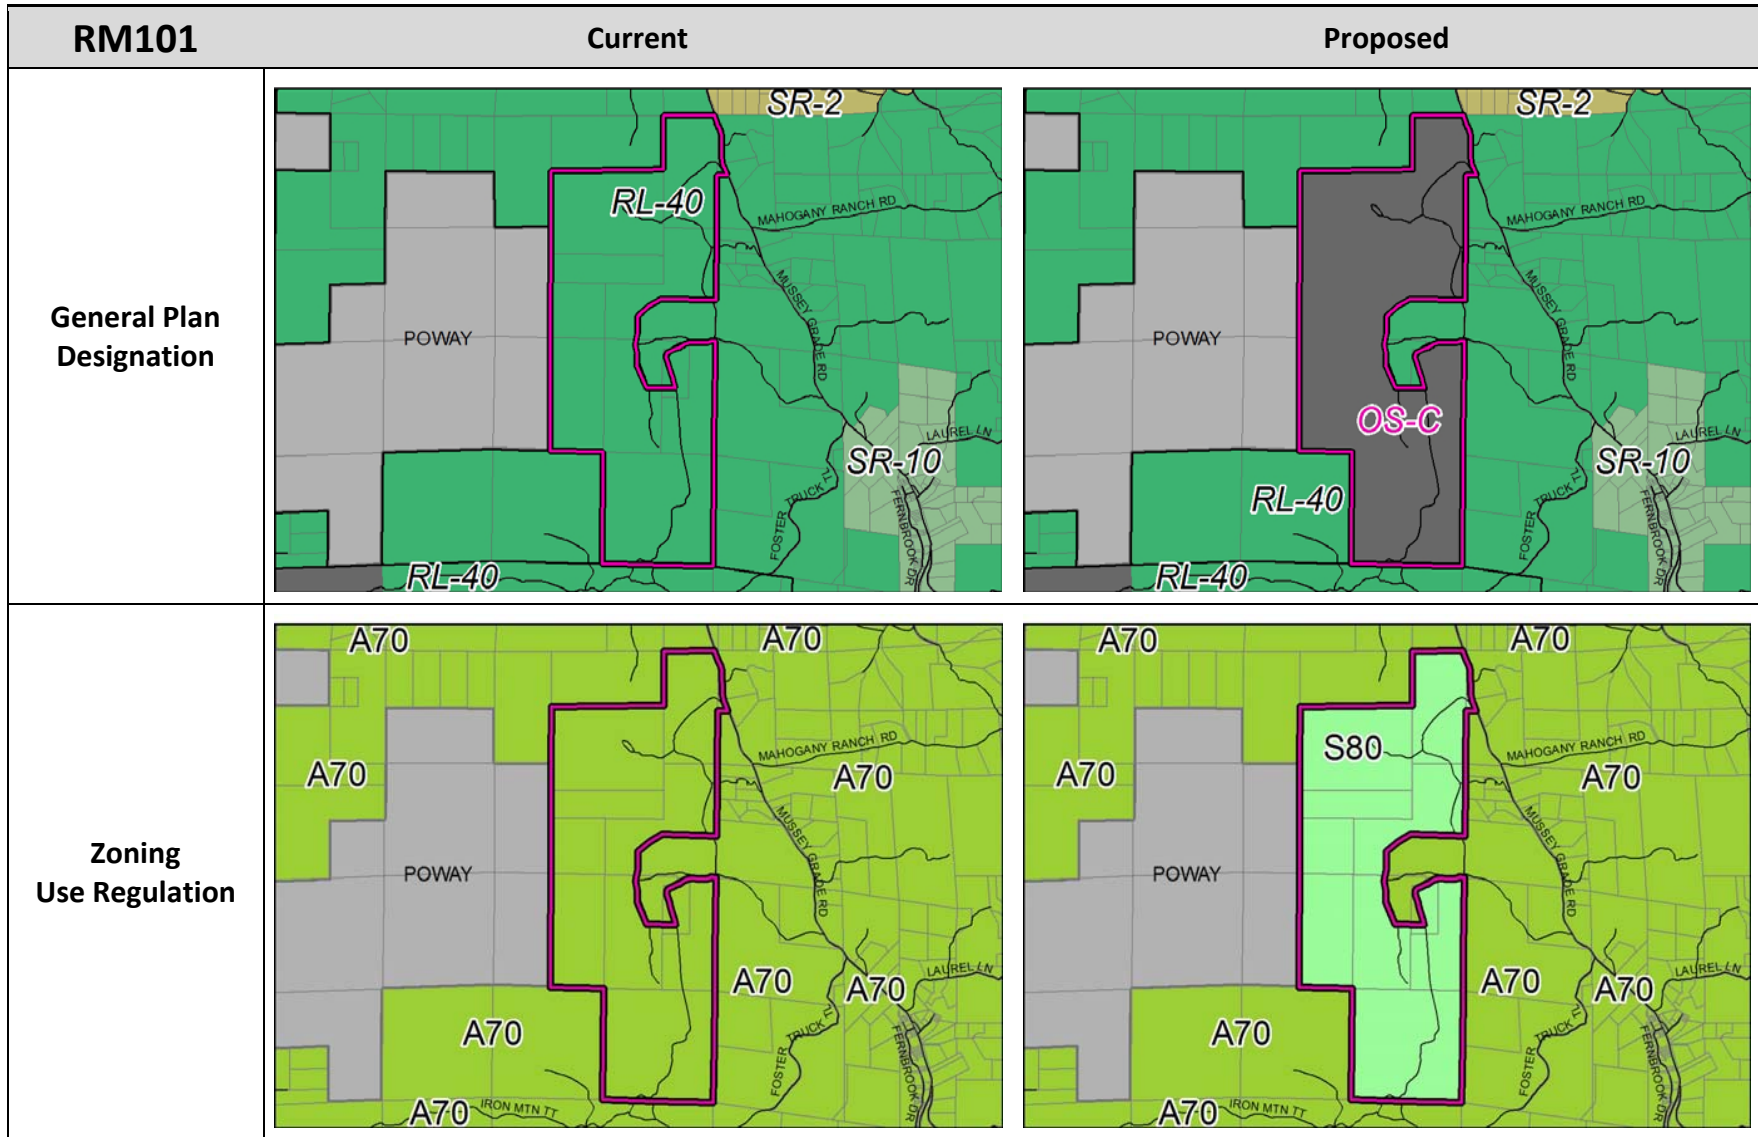 RM101
Current
Proposed
General Plan
Designation
SR-2
RL-40
MAHOGANY RANCH RD
MUSSEY GRADE RD
POWAY
LAUREL LN
SR-10
FOSTER TRUCK TL
FERNBROOK DR
RL-40
SR-2
MAHOGANY RANCH RD
MUSSEY GRADE RD
POWAY
OS-C
LAUREL LN
SR-10
RL-40
FOSTER TRUCK TL
FERNBROOK DR
RL-40
Zoning
Use Regulation
A70
A70
MAHOGANY RANCH RD
A70
A70
MUSSEY GRADE RD
POWAY
LAUREL LN
A70
A70
A70
FOSTER TRUCK TL
FERNBROOK DR
A70
IRON MTN TT
A70
A70
S80
MAHOGANY RANCH RD
A70
A70
MUSSEY GRADE RD
POWAY
LAUREL LN
A70
A70
A70
FOSTER TRUCK TL
FERNBROOK DR
A70
IRON MTN TT